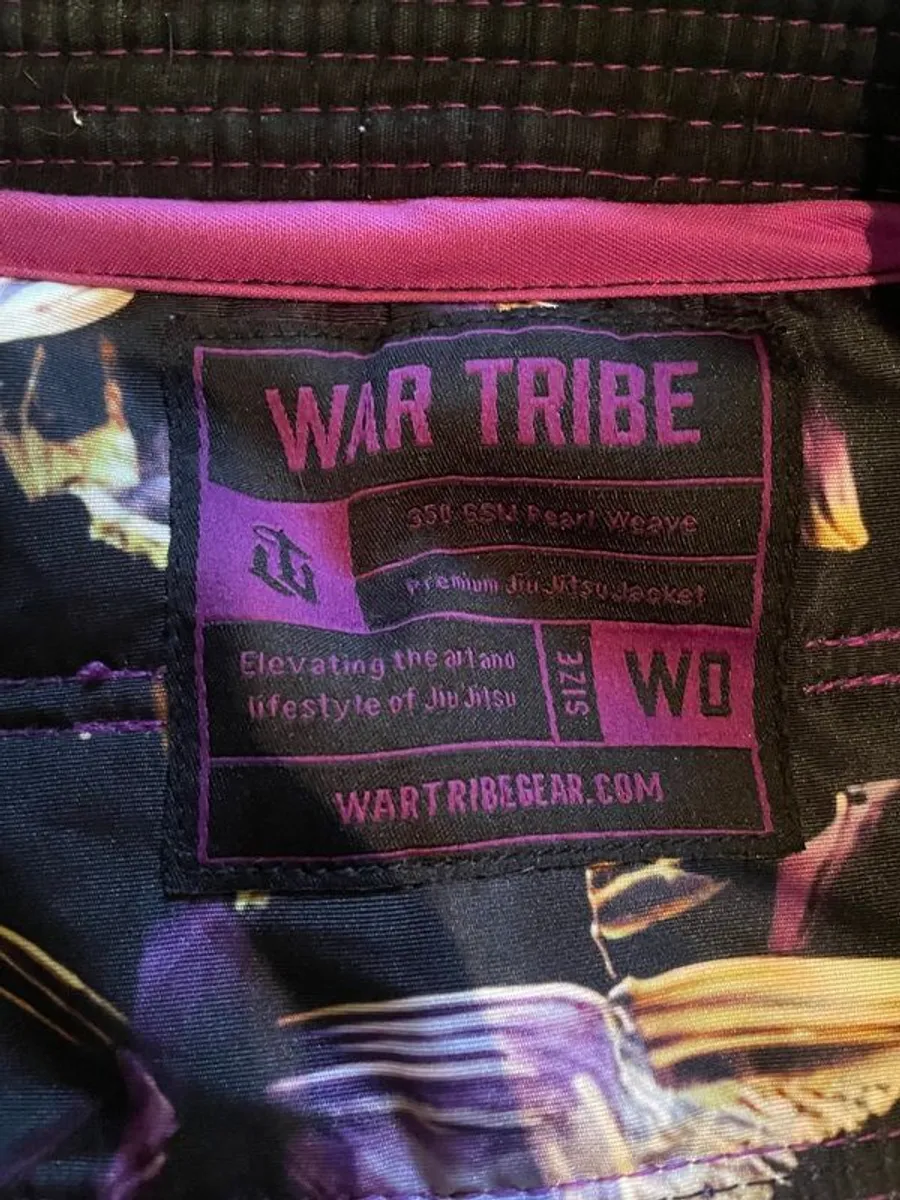 WAR TRIBE
350 GSM Pearl Weave
Premium Jiu Jitsu Jacket
Elevating the art and
lifestyle of Jiu Jitsu
SIZE
W0
WARTRIBEGEAR.COM